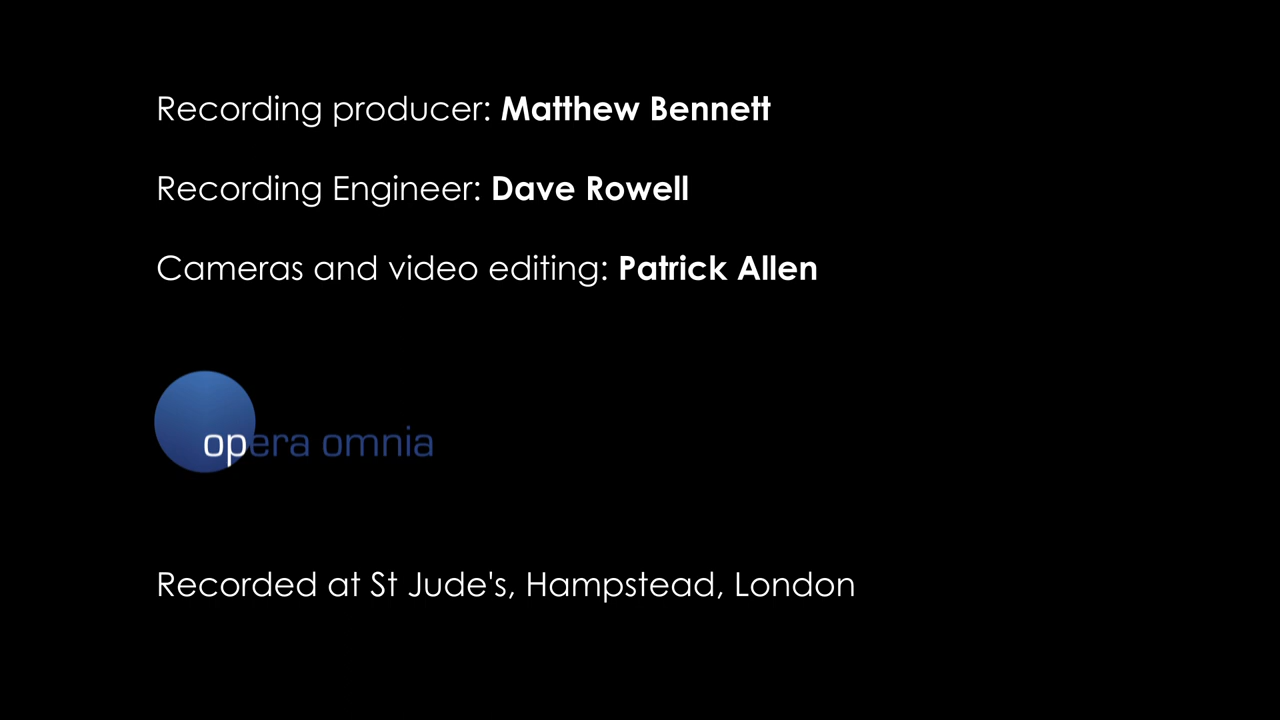 Recording producer: Matthew Bennett
Recording Engineer: Dave Rowell
Cameras and video editing: Patrick Allen
opera omnia
Recorded at St Jude's, Hampstead, London